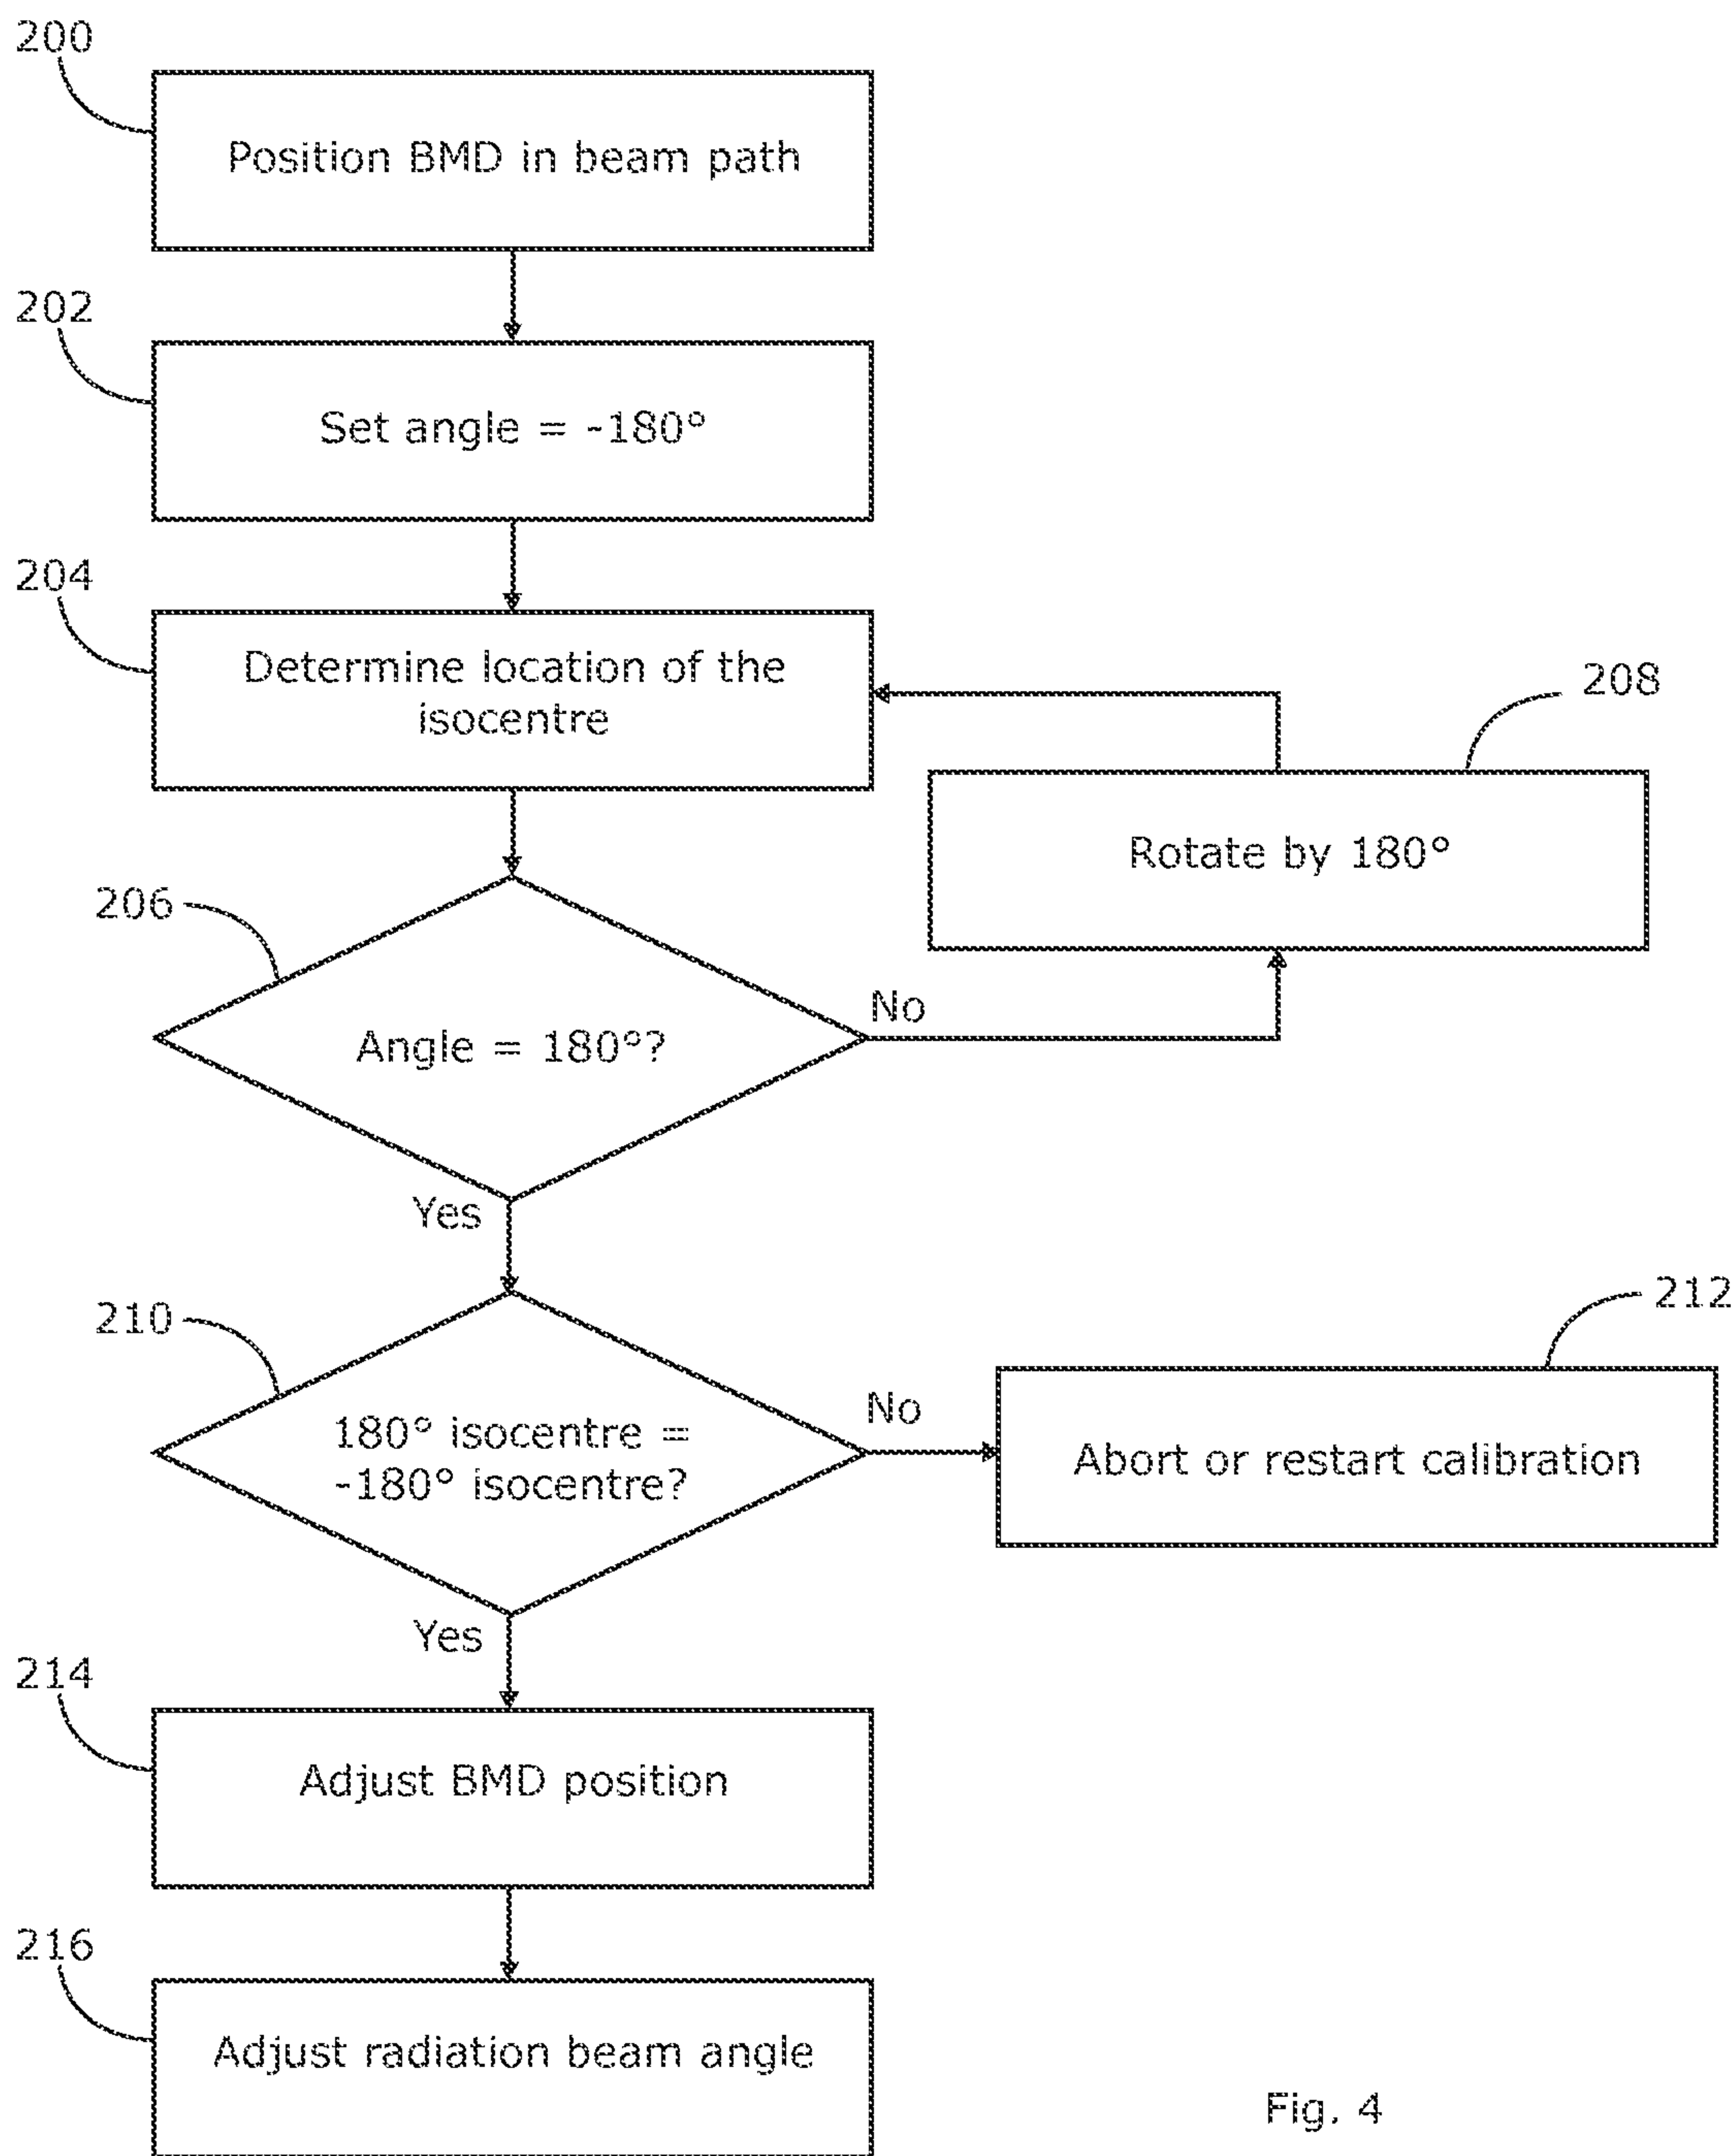 200
Position BMD in beam path
202
Set angle = -180°
204
Determine location of the
isocentre
208
Rotate by 180°
206
Angle = 180°?
No
Yes
210
180° isocentre =
-180° isocentre?
No
212
Abort or restart calibration
Yes
214
Adjust BMD position
216
Adjust radiation beam angle
Fig. 4